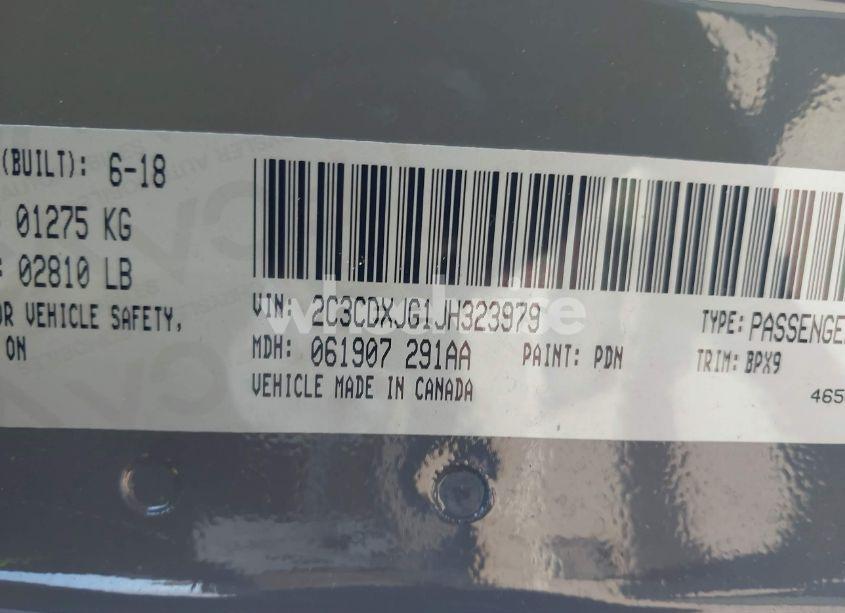 (BUILT): 6-18
01275 KG
: 02810 LB
OR VEHICLE SAFETY,
ON
VIN: 2C3CDXJG1JH323979
TYPE: PASSENGE
MDH: 061907 291AA
PAINT: PDN
TRIM: BPX9
VEHICLE MADE IN CANADA
465